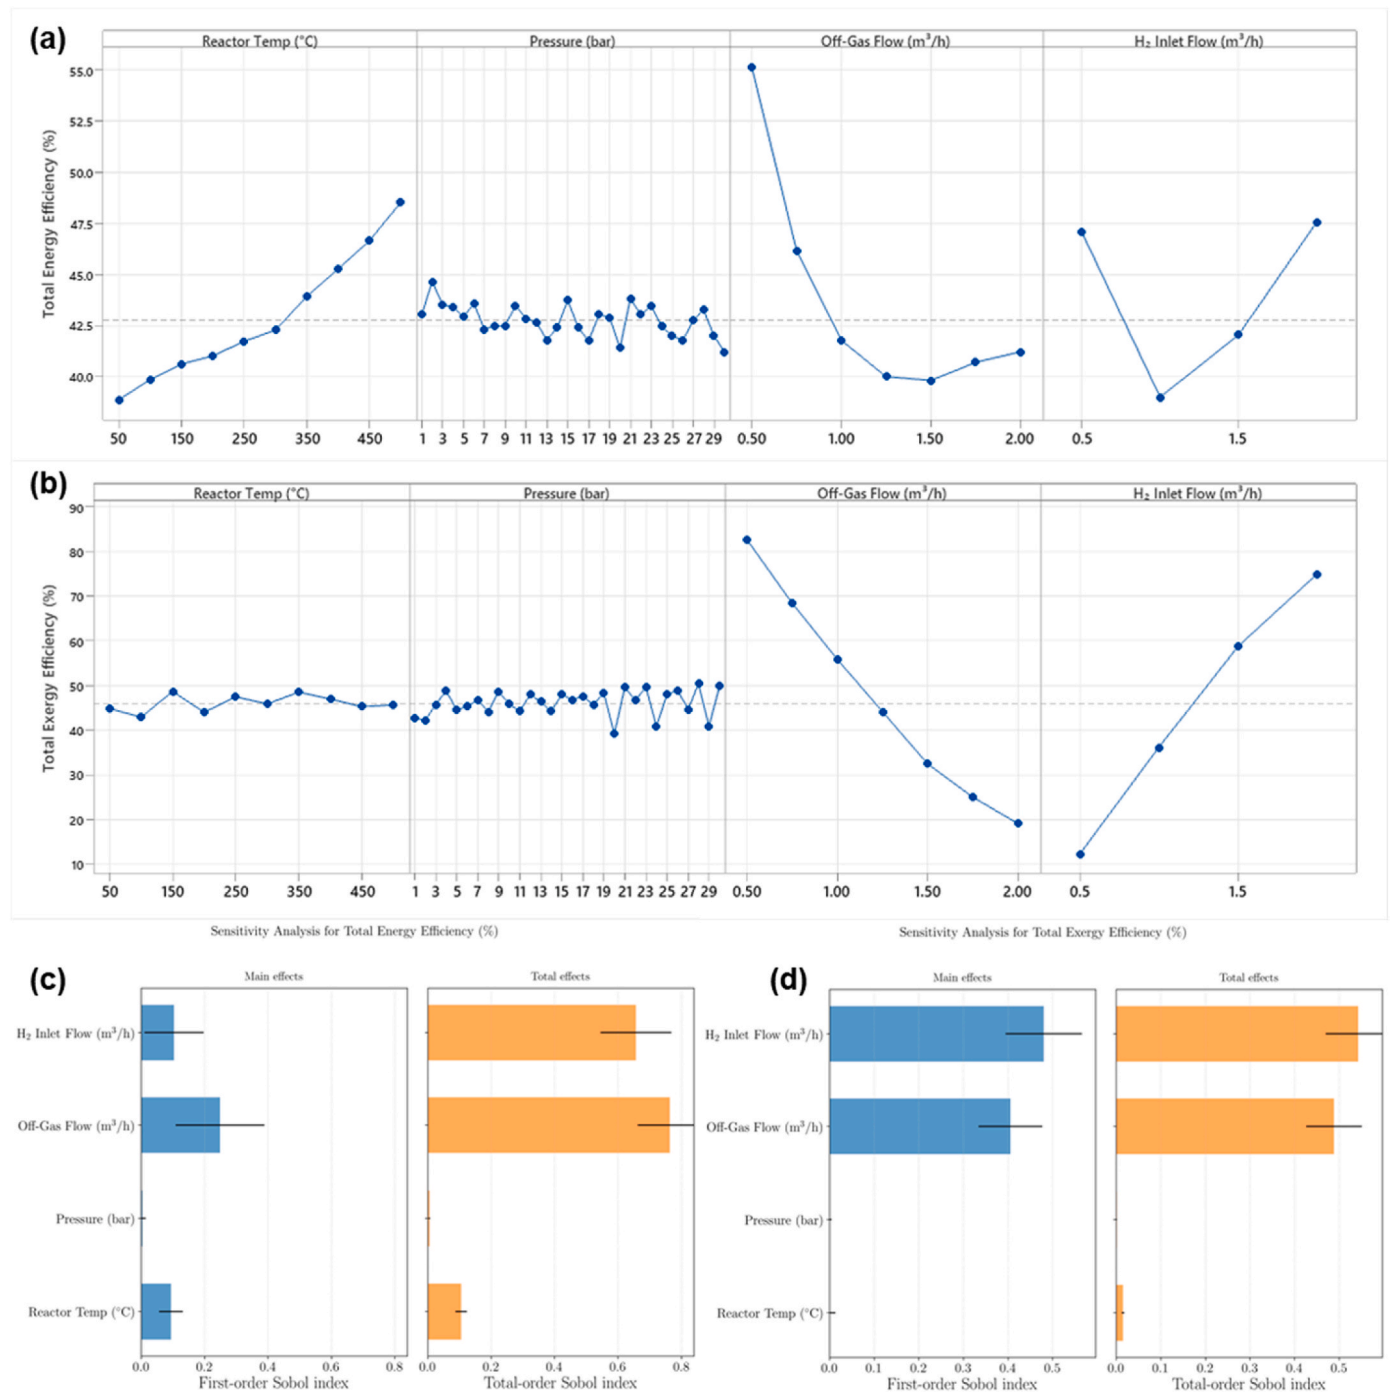 (a)
Reactor Temp (°C) Pressure (bar) Off-Gas Flow (m³/h) H₂ Inlet Flow (m³/h)
Total Energy Efficiency (%)
55.0
52.5
50.0
47.5
45.0
42.5
40.0
50 150 250 350 450 1 3 5 7 9 11 13 15 17 19 21 23 25 27 29 0.50 1.00 1.50 2.00 0.5 1.5
(b)
Reactor Temp (°C) Pressure (bar) Off-Gas Flow (m³/h) H₂ Inlet Flow (m³/h)
Total Exergy Efficiency (%)
90
80
70
60
50
40
30
20
10
50 150 250 350 450 1 3 5 7 9 11 13 15 17 19 21 23 25 27 29 0.50 1.00 1.50 2.00 0.5 1.5
Sensitivity Analysis for Total Energy Efficiency (%)
(c)
Main effects Total effects
H₂ Inlet Flow (m³/h)
Off-Gas Flow (m³/h)
Pressure (bar)
Reactor Temp (°C)
0.0 0.2 0.4 0.6 0.8 0.0 0.2 0.4 0.6 0.8
First-order Sobol index Total-order Sobol index
Sensitivity Analysis for Total Exergy Efficiency (%)
(d)
Main effects Total effects
H₂ Inlet Flow (m³/h)
Off-Gas Flow (m³/h)
Pressure (bar)
Reactor Temp (°C)
0.0 0.1 0.2 0.3 0.4 0.5 0.0 0.1 0.2 0.3 0.4 0.5
First-order Sobol index Total-order Sobol index